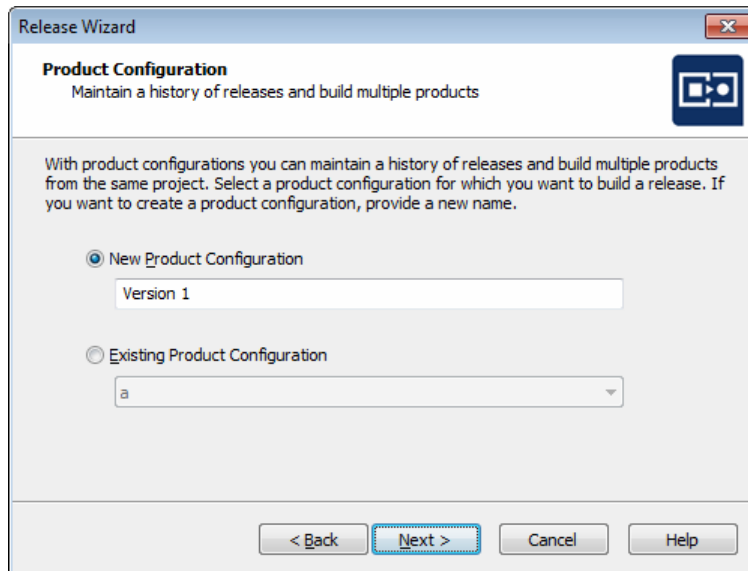 Release Wizard
Product Configuration
Maintain a history of releases and build multiple products
With product configurations you can maintain a history of releases and build multiple products
from the same project. Select a product configuration for which you want to build a release. If
you want to create a product configuration, provide a new name.
New Product Configuration
Version 1
Existing Product Configuration
a
< Back
Next >
Cancel
Help